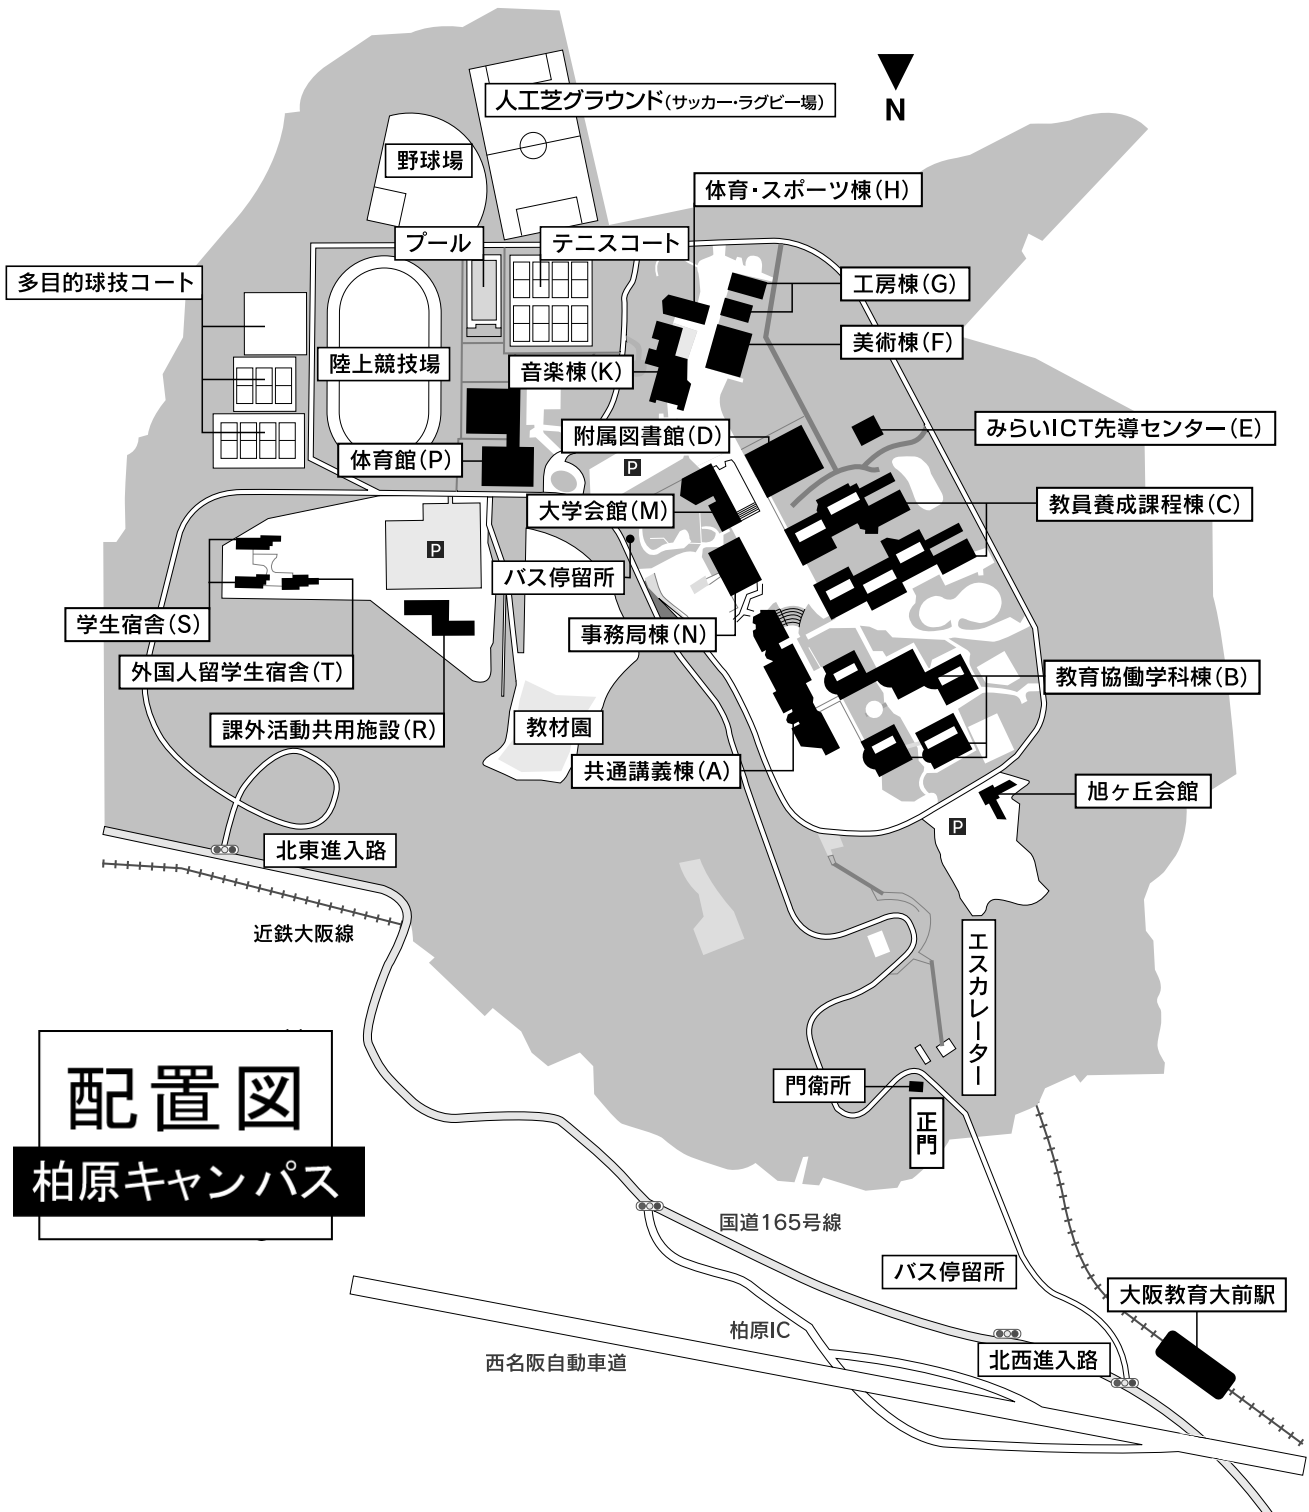 人工芝グラウンド(サッカー・ラグビー場)
N
野球場
体育・スポーツ棟(H)
プール
テニスコート
多目的球技コート
工房棟(G)
美術棟(F)
陸上競技場
音楽棟(K)
みらいICT先導センター(E)
附属図書館(D)
体育館(P)
P
教員養成課程棟(C)
大学会館(M)
P
バス停留所
学生宿舎(S)
事務局棟(N)
外国人留学生宿舎(T)
教育協働学科棟(B)
課外活動共用施設(R)
教材園
共通講義棟(A)
旭ヶ丘会館
P
北東進入路
近鉄大阪線
エスカレーター
配置図
柏原キャンパス
門衛所
正門
国道165号線
バス停留所
大阪教育大前駅
柏原IC
西名阪自動車道
北西進入路